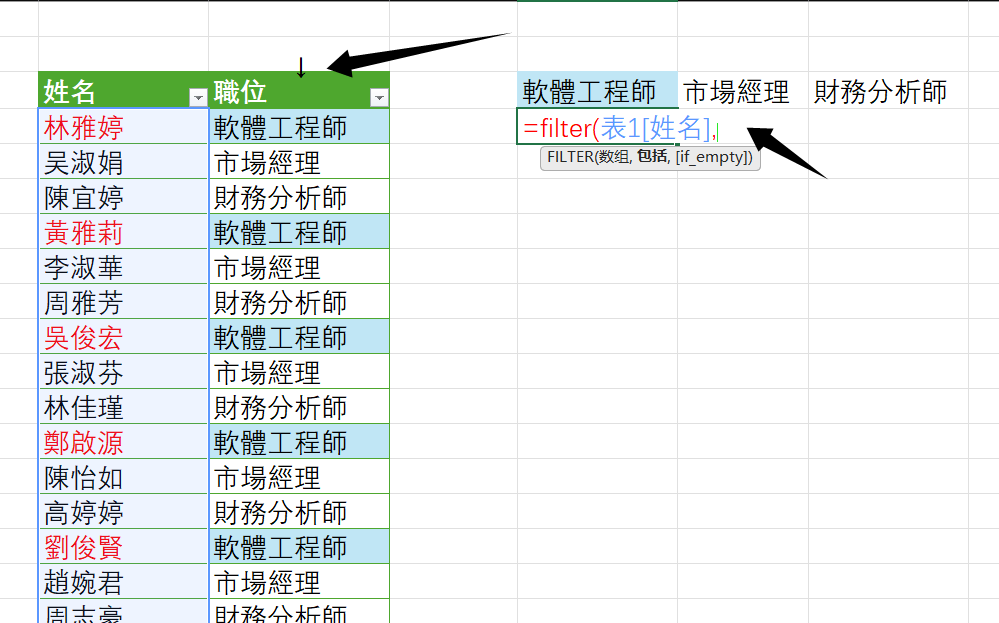 姓名 職位 軟體工程師 市場經理 財務分析師
林雅婷 軟體工程師 =filter(表1[姓名],
FILTER(数组, 包括, [if_empty])
吴淑娟 市場經理
陳宜婷 財務分析師
黃雅莉 軟體工程師
李淑華 市場經理
周雅芳 財務分析師
吳俊宏 軟體工程師
張淑芬 市場經理
林佳瑾 財務分析師
鄭啟源 軟體工程師
陳怡如 市場經理
高婷婷 財務分析師
劉俊賢 軟體工程師
趙婉君 市場經理
周志豪 財務分析師